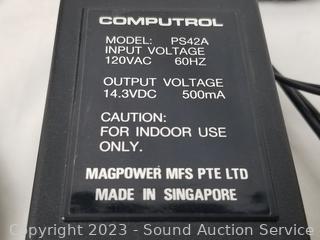 COMPUTROL
MODEL: PS42A
INPUT VOLTAGE
120VAC 60HZ
OUTPUT VOLTAGE
14.3VDC 500mA
CAUTION:
FOR INDOOR USE
ONLY.
MAGPOWER MFS PTE LTD
MADE IN SINGAPORE
Copyright 2023 - Sound Auction Service